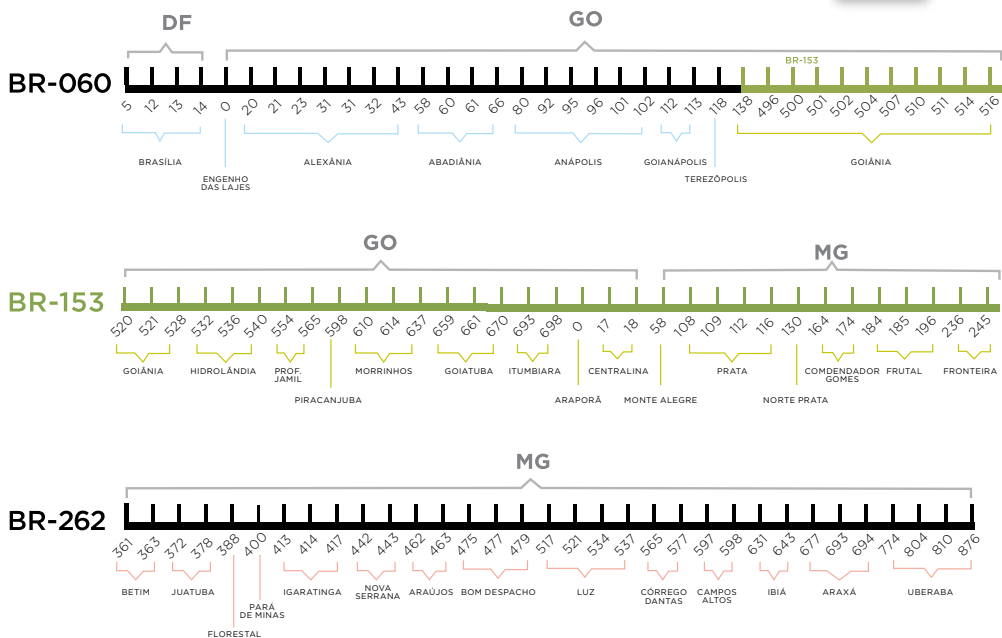 DF
GO
BR-153
BR-060
5 12 13 14 0 20 21 23 31 31 32 43 58 60 61 66 80 92 95 96 101 102 112 113 118 138 496 500 501 502 504 507 510 511 514 516
BRASÍLIA ALEXÂNIA ABADIÂNIA ANÁPOLIS GOIANÁPOLIS GOIÂNIA
ENGENHO
DAS LAJES
TEREZÔPOLIS
GO
MG
BR-153
520 521 528 532 536 540 554 565 598 610 614 637 659 661 670 693 698 0 17 18 58 108 109 112 116 130 164 174 184 185 196 236 245
GOIÂNIA HIDROLÂNDIA PROF.
JAMIL
MORRINHOS GOIATUBA ITUMBIARA CENTRALINA PRATA COMDENDADOR
GOMES
FRUTAL FRONTEIRA
PIRACANJUBA ARAPORÃ MONTE ALEGRE NORTE PRATA
MG
BR-262
361 363 372 378 388 400 413 414 417 442 443 462 463 475 477 479 517 521 534 537 565 577 597 598 631 643 677 693 694 774 804 810 876
BETIM JUATUBA IGARATINGA NOVA
SERRANA
ARAÚJOS BOM DESPACHO LUZ CÓRREGO
DANTAS
CAMPOS
ALTOS
IBIÁ ARAXÁ UBERABA
PARÁ
DE MINAS
FLORESTAL